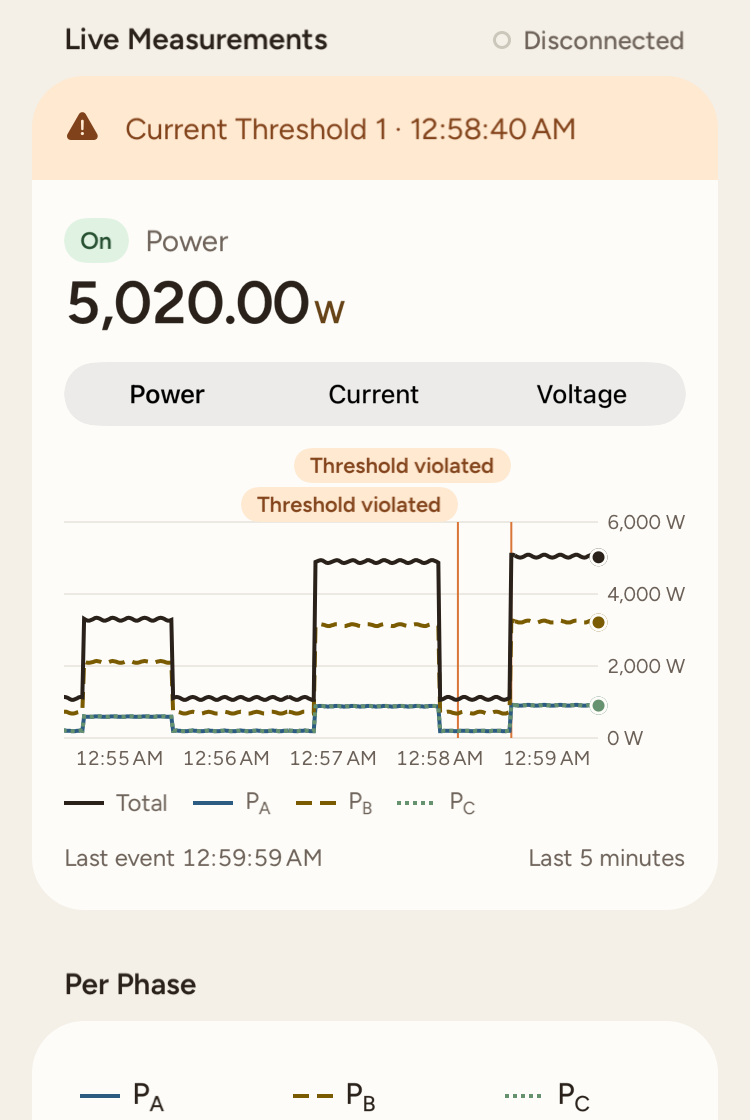 Live Measurements
Disconnected
Current Threshold 1 · 12:58:40 AM
On Power
5,020.00 W
Power Current Voltage
Threshold violated
Threshold violated
6,000 W
4,000 W
2,000 W
0 W
12:55 AM 12:56 AM 12:57 AM 12:58 AM 12:59 AM
Total PA PB PC
Last event 12:59:59 AM
Last 5 minutes
Per Phase
PA PB PC